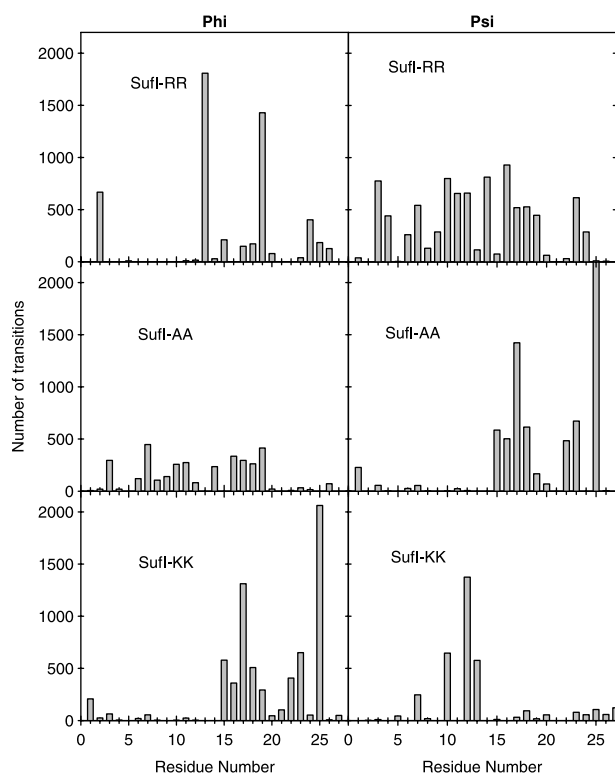 Phi Psi
2000
1500
1000
500
0
SufI-RR SufI-RR
2000
1500
1000
500
0
SufI-AA SufI-AA
Number of transitions
2000
1500
1000
500
0
SufI-KK SufI-KK
0 5 10 15 20 25 0 5 10 15 20 25
Residue Number Residue Number